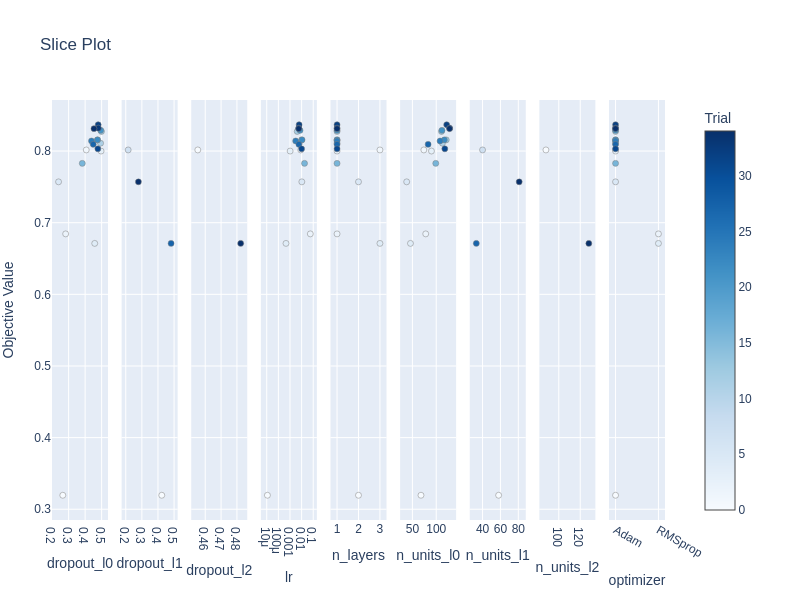 Slice Plot
Trial
Objective Value
0.8
0.7
0.6
0.5
0.4
0.3
30
25
20
15
10
5
0
0.2 0.3 0.4 0.5
0.2 0.3 0.4 0.5
0.46 0.47 0.48
10μ 100μ 0.001 0.01 0.1
1 2 3
50 100
40 60 80
100 120
Adam RMSprop
dropout_l0 dropout_l1 dropout_l2 lr n_layers n_units_l0 n_units_l1 n_units_l2 optimizer